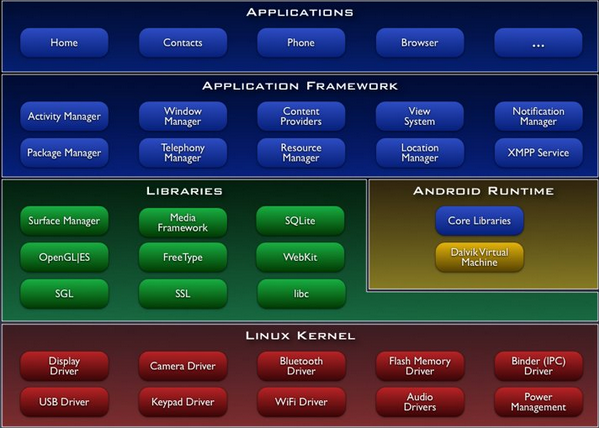 APPLICATIONS
Home
Contacts
Phone
Browser
...
APPLICATION FRAMEWORK
Activity Manager
Window
Manager
Content
Providers
View
System
Notification
Manager
Package Manager
Telephony
Manager
Resource
Manager
Location
Manager
XMPP Service
LIBRARIES
Surface Manager
Media
Framework
SQLite
OpenGL|ES
FreeType
WebKit
SGL
SSL
libc
ANDROID RUNTIME
Core Libraries
Dalvik Virtual
Machine
LINUX KERNEL
Display
Driver
Camera Driver
Bluetooth
Driver
Flash Memory
Driver
Binder (IPC)
Driver
USB Driver
Keypad Driver
WiFi Driver
Audio
Drivers
Power
Management